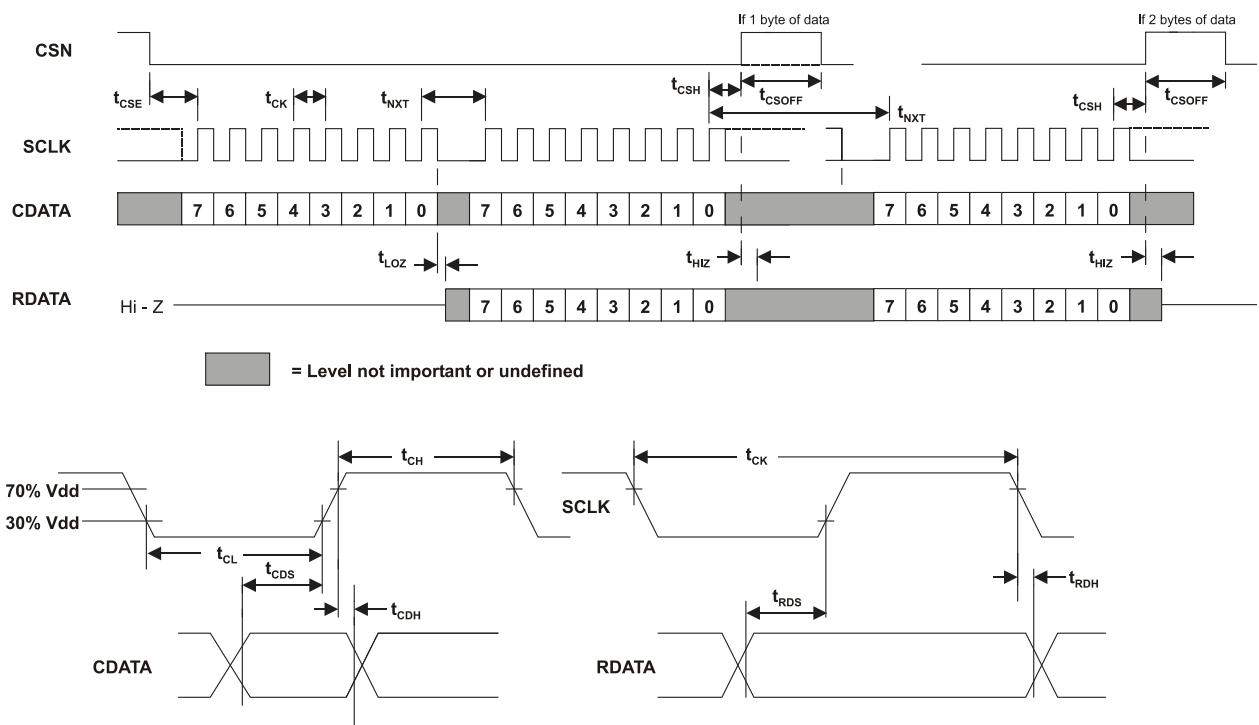 If 1 byte of data
If 2 bytes of data
CSN
tCSE
tCK
tNXT
tCSH
tCSOFF
tNXT
tCSH
tCSOFF
SCLK
CDATA
7 6 5 4 3 2 1 0
7 6 5 4 3 2 1 0
7 6 5 4 3 2 1 0
tLOZ
tHIZ
tHIZ
RDATA
Hi - Z
7 6 5 4 3 2 1 0
7 6 5 4 3 2 1 0
= Level not important or undefined
tCH
tCK
70% Vdd
SCLK
30% Vdd
tCL
tCDS
tCDH
tRDS
tRDH
CDATA
RDATA